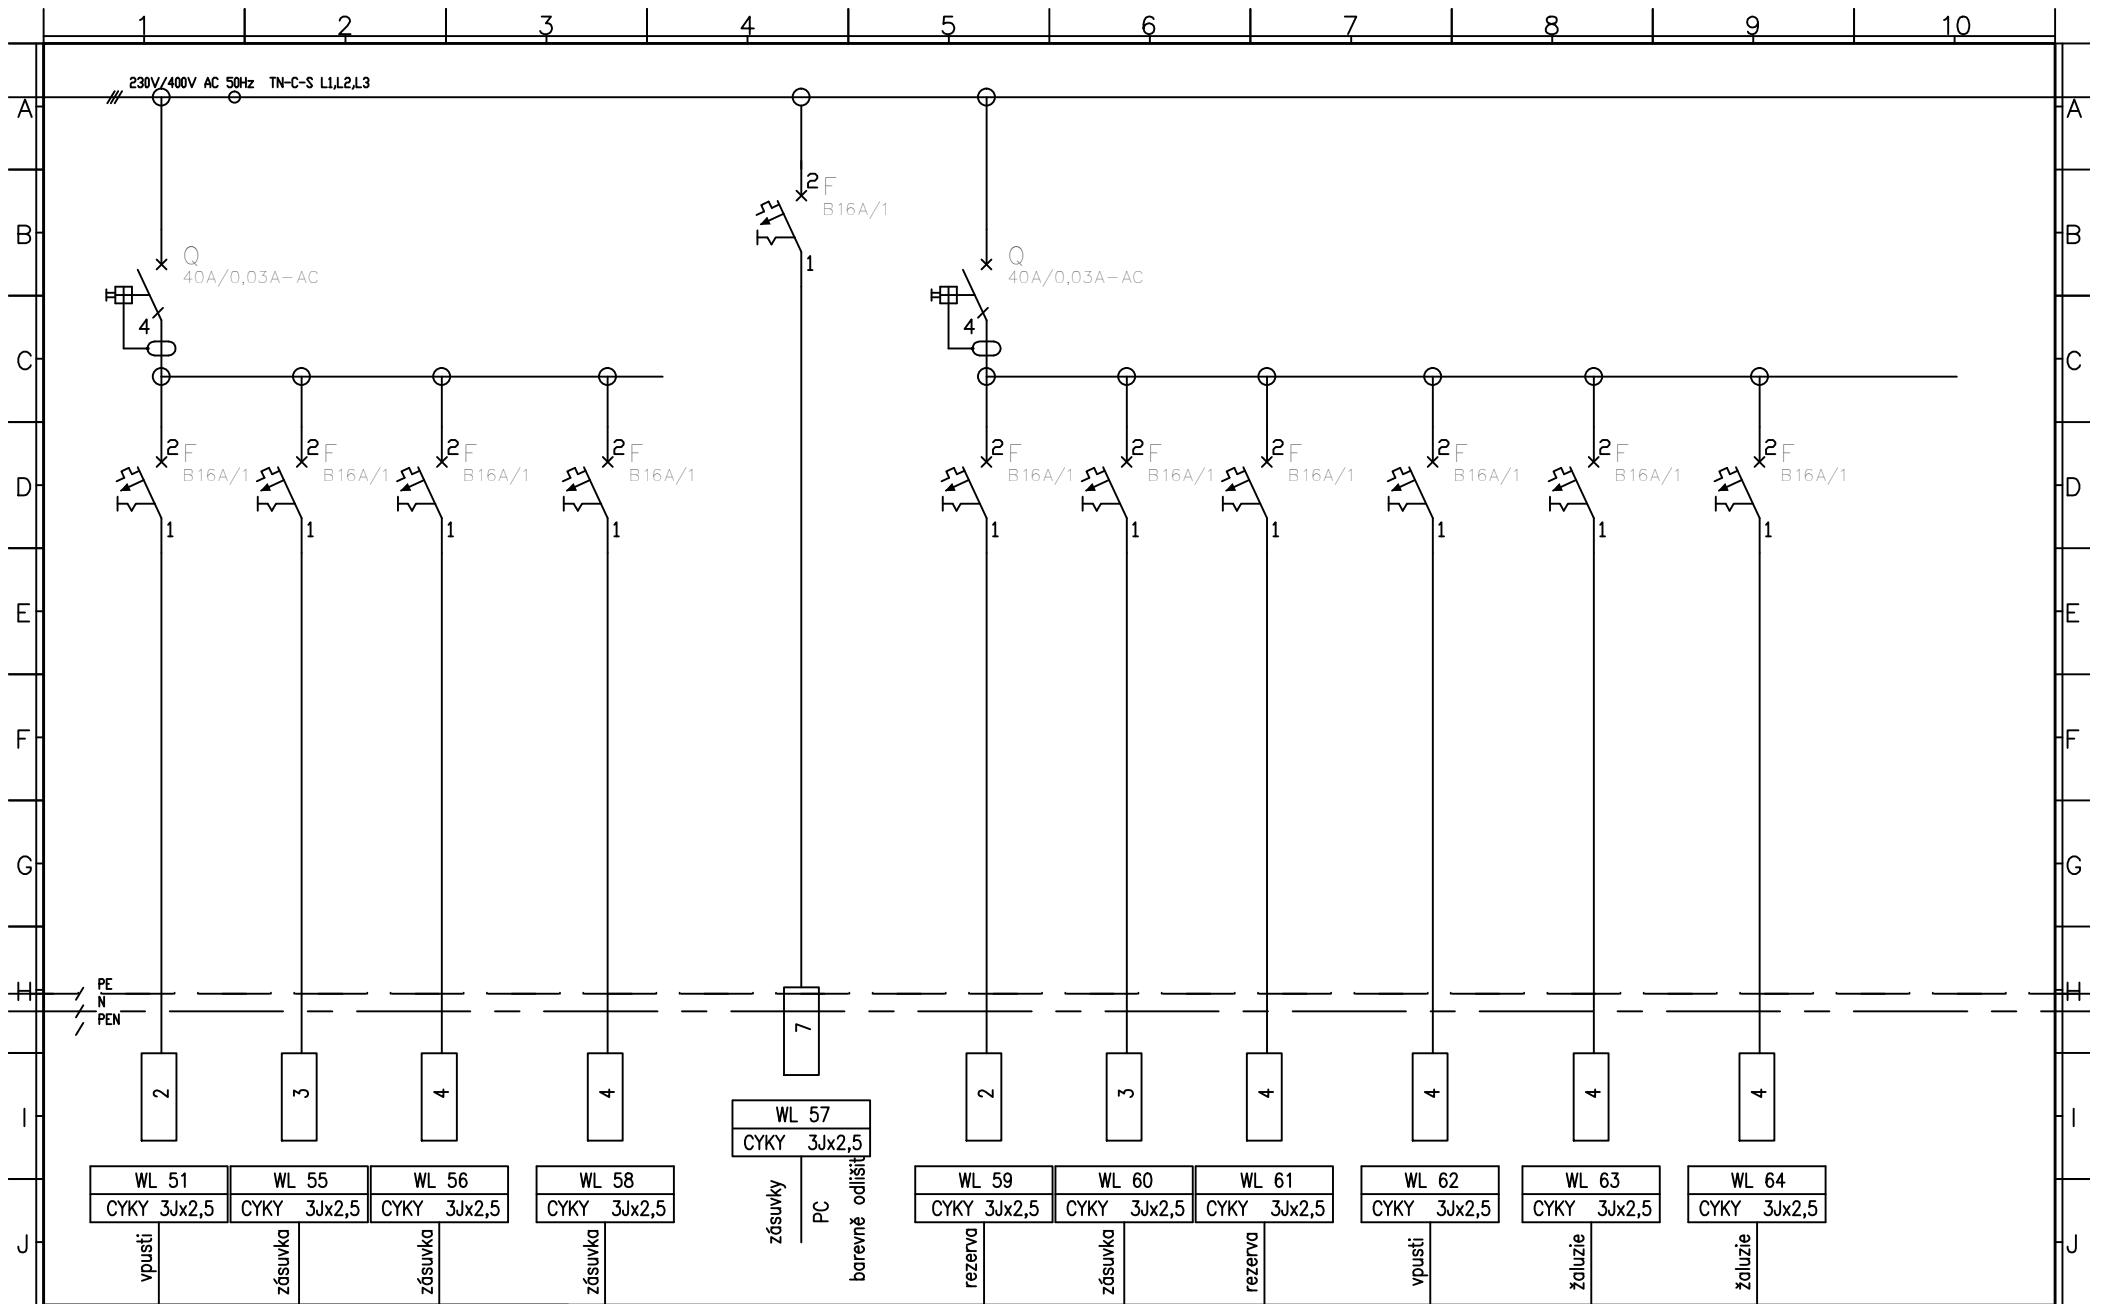 1 2 3 4 5 6 7 8 9 10
230V/400V AC 50Hz TN-C-S L1,L2,L3
A A
2 F
B16A/1
B B
1
Q Q
40A/0,03A-AC 40A/0,03A-AC
4 4
C C
2 F 2 F 2 F 2 F 2 F 2 F 2 F 2 F 2 F 2 F
B16A/1 B16A/1 B16A/1 B16A/1 B16A/1 B16A/1 B16A/1 B16A/1 B16A/1 B16A/1
D D
1 1 1 1 1 1 1 1 1 1
E E
F F
G G
PE
H H
N
PEN
7
2 3 4 4 2 3 4 4 4 4
I I
WL 57
CYKY 3Jx2,5
WL 51 WL 55 WL 56 WL 58 WL 59 WL 60 WL 61 WL 62 WL 63 WL 64
CYKY 3Jx2,5 CYKY 3Jx2,5 CYKY 3Jx2,5 CYKY 3Jx2,5 CYKY 3Jx2,5 CYKY 3Jx2,5 CYKY 3Jx2,5 CYKY 3Jx2,5 CYKY 3Jx2,5 CYKY 3Jx2,5
J J
vpusti
zásuvka
zásuvka
zásuvka
zásuvky
PC
barevně odlišit
rezerva
zásuvka
rezerva
vpusti
žaluzie
žaluzie